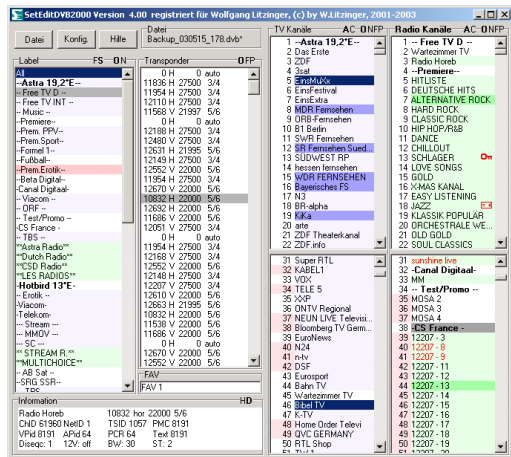 SetEditDVB2000 Version 4.00 registriert für Wolfgang Litzinger, (c) by W.Litzinger, 2001-2003
Datei
Konfig.
Hilfe
Datei
Backup_030515_178.dvb*
Label FS ON
All
--Astra 19,2°E--
-- Free TV D --
-- Free TV INT --
-- Music --
--Premiere--
--Prem. PPV--
--Prem.Sport--
--Formel 1--
--Fußball--
--Prem.Erotik--
--Beta Digital--
-Canal Digitaal-
-- Viacom --
-- ORF --
-- Test/Promo --
-CS France -
-- TBS --
**Astra Radio**
**Dutch Radio**
**CSD Radio**
**LES RADIOS**
-Hotbird 13°E-
-- Erotik --
-Viacom-
-Telekom-
--- Stream ---
--- MMOV ---
--- SC ---
** STREAM R.**
**MULTICHOICE**
-- AB Sat --
--SRG SSR--
Transponder OFP
0 H 0 auto
11836 H 27500 3/4
11954 H 27500 3/4
12110 H 27500 3/4
11568 V 21997 5/6
0 H 0 auto
12188 H 27500 3/4
12480 V 27500 3/4
12631 H 21995 5/6
12149 H 27500 3/4
12552 V 22000 5/6
12670 V 22000 5/6
10832 H 22000 5/6
12692 H 22000 5/6
11686 V 22000 5/6
12051 V 27500 3/4
0 H 0 auto
11954 H 27500 3/4
12168 V 27500 3/4
12552 V 22000 5/6
12148 H 27500 3/4
12207 V 27500 3/4
12610 V 22000 5/6
12663 H 21995 5/6
10832 H 22000 5/6
11538 V 22000 5/6
11686 V 22000 5/6
0 H 0 auto
12670 V 22000 5/6
12552 V 22000 5/6
FAV
FAV 1
Information HD
Radio Horeb 10832 hor 22000 5/6
ChID 61960 NetID 1 TSID 1057 PMC 8191
VPid 8191 APid 64 PCR 64 Text 8191
Diseqc: 1 12V: off BW: 30 ST: 2
TV Kanäle AC ONFP
1 --Astra 19,2°E--
2 Das Erste
3 ZDF
4 3sat
5 EinsMuXx
6 EinsFestival
7 EinsExtra
8 MDR Fernsehen
9 ORB-Fernsehen
10 B1 Berlin
11 SWR Fernsehen
12 SR Fernsehen Sued...
13 SÜDWEST RP
14 hessen fernsehen
15 WDR FERNSEHEN
16 Bayerisches FS
17 N3
18 BR-alpha
19 KiKa
20 arte
21 ZDF Theaterkanal
22 ZDF.info
31 Super RTL
32 KABEL1
33 VOX
34 TELE 5
35 XXP
36 ONTV Regional
37 NEUN LIVE Televisi...
38 Bloomberg TV Germ...
39 EuroNews
40 N24
41 n-tv
42 DSF
43 Eurosport
44 Bahn TV
45 Wartezimmer TV
46 Bibel TV
47 K-TV
48 Home Order Televi
49 QVC GERMANY
50 RTL Shop
Radio Kanäle AC ONFP
1 -- Free TV D --
2 Wartezimmer TV
3 Radio Horeb
4 --Premiere--
5 HITLISTE
6 DEUTSCHE HITS
7 ALTERNATIVE ROCK
8 HARD ROCK
9 CLASSIC ROCK
10 HIP HOP/R&B
11 DANCE
12 CHILLOUT
13 SCHLAGER
14 LOVE SONGS
15 GOLD
16 X-MAS KANAL
17 EASY LISTENING
18 JAZZ
19 KLASSIK POPULÄR
20 ORCHESTRALE WE...
21 OLD GOLD
22 SOUL CLASSICS
31 sunshine live
32 -Canal Digitaal-
33 MM
34 -- Test/Promo --
35 MOSA 2
36 MOSA 3
37 MOSA 4
38 -CS France -
39 12207 - 3
40 12207 - 7
41 12207 - 8
42 12207 - 9
43 12207 - 11
42 12207 - 12
44 12207 - 13
45 12207 - 14
46 12207 - 15
47 12207 - 16
48 12207 - 17
49 12207 - 18
50 12207 - 19